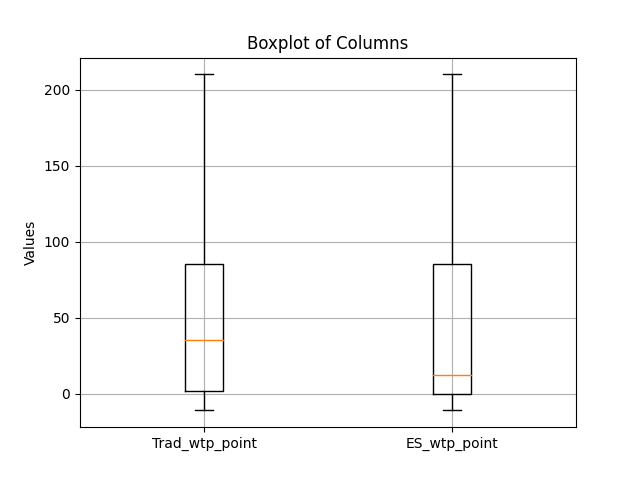 Boxplot of Columns
200
150
100
50
0
Values
Trad_wtp_point
ES_wtp_point